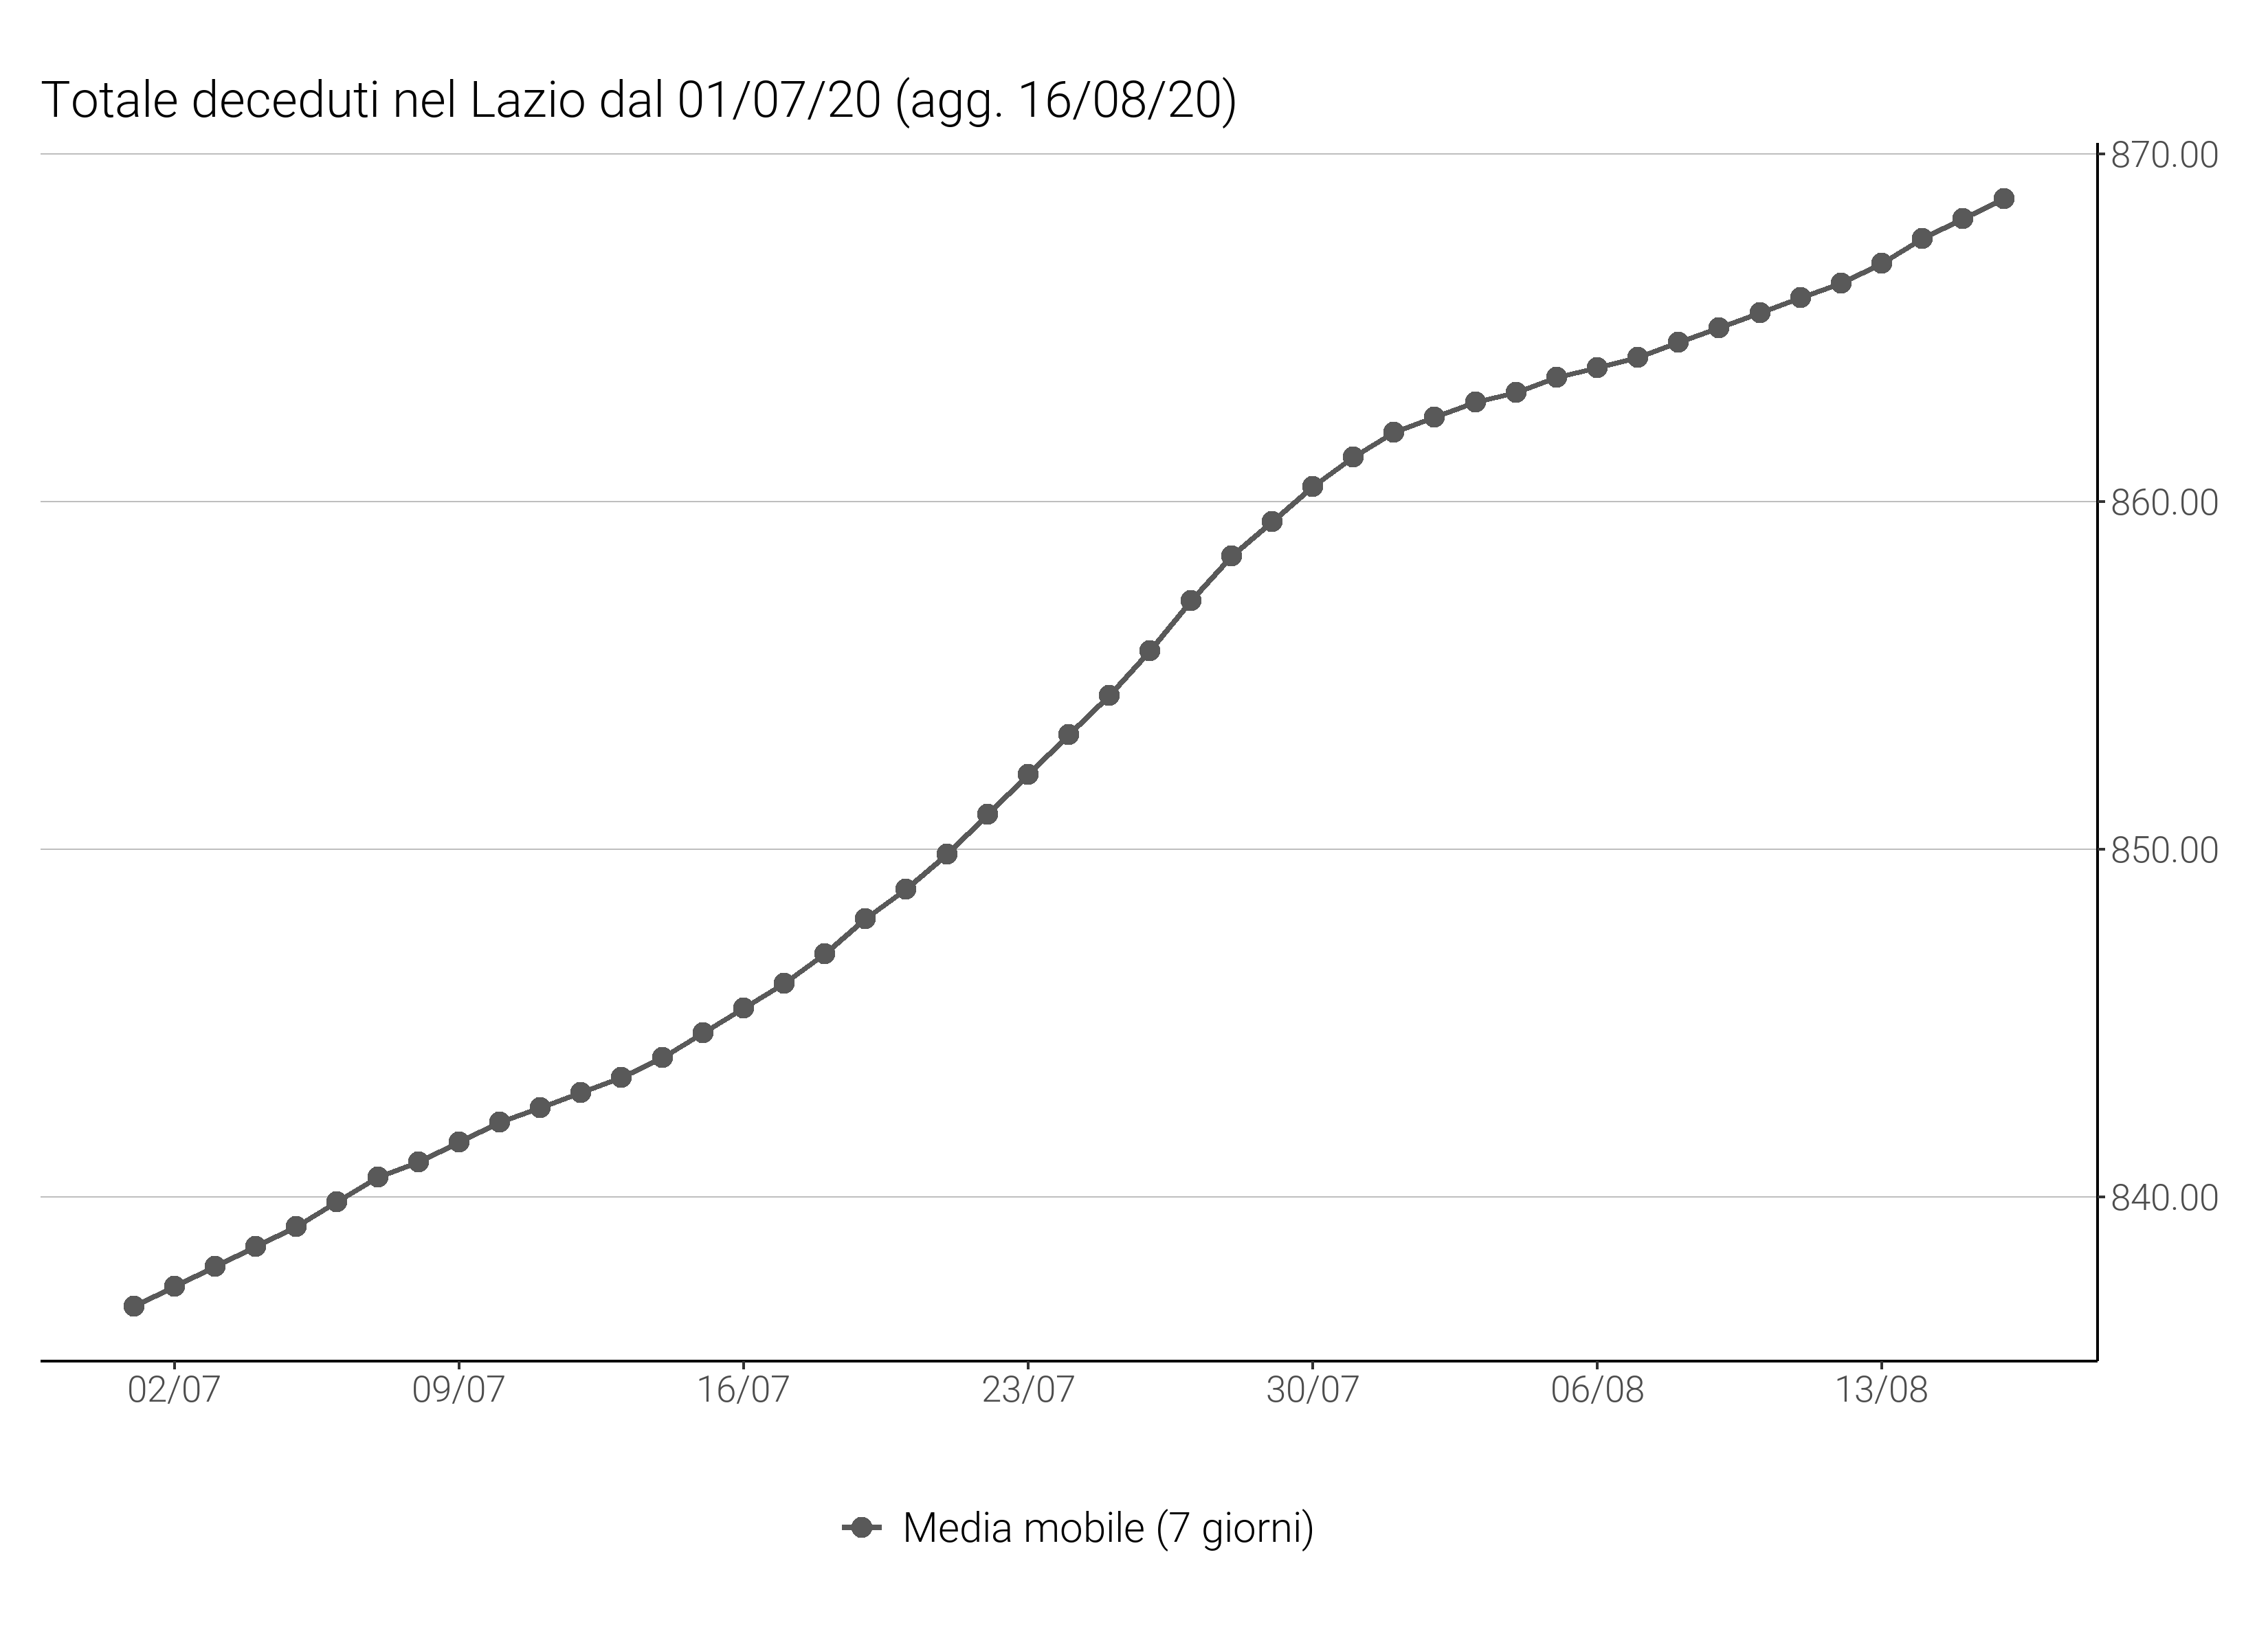 Totale deceduti nel Lazio dal 01/07/20 (agg. 16/08/20)
870.00
860.00
850.00
840.00
02/07 09/07 16/07 23/07 30/07 06/08 13/08
Media mobile (7 giorni)